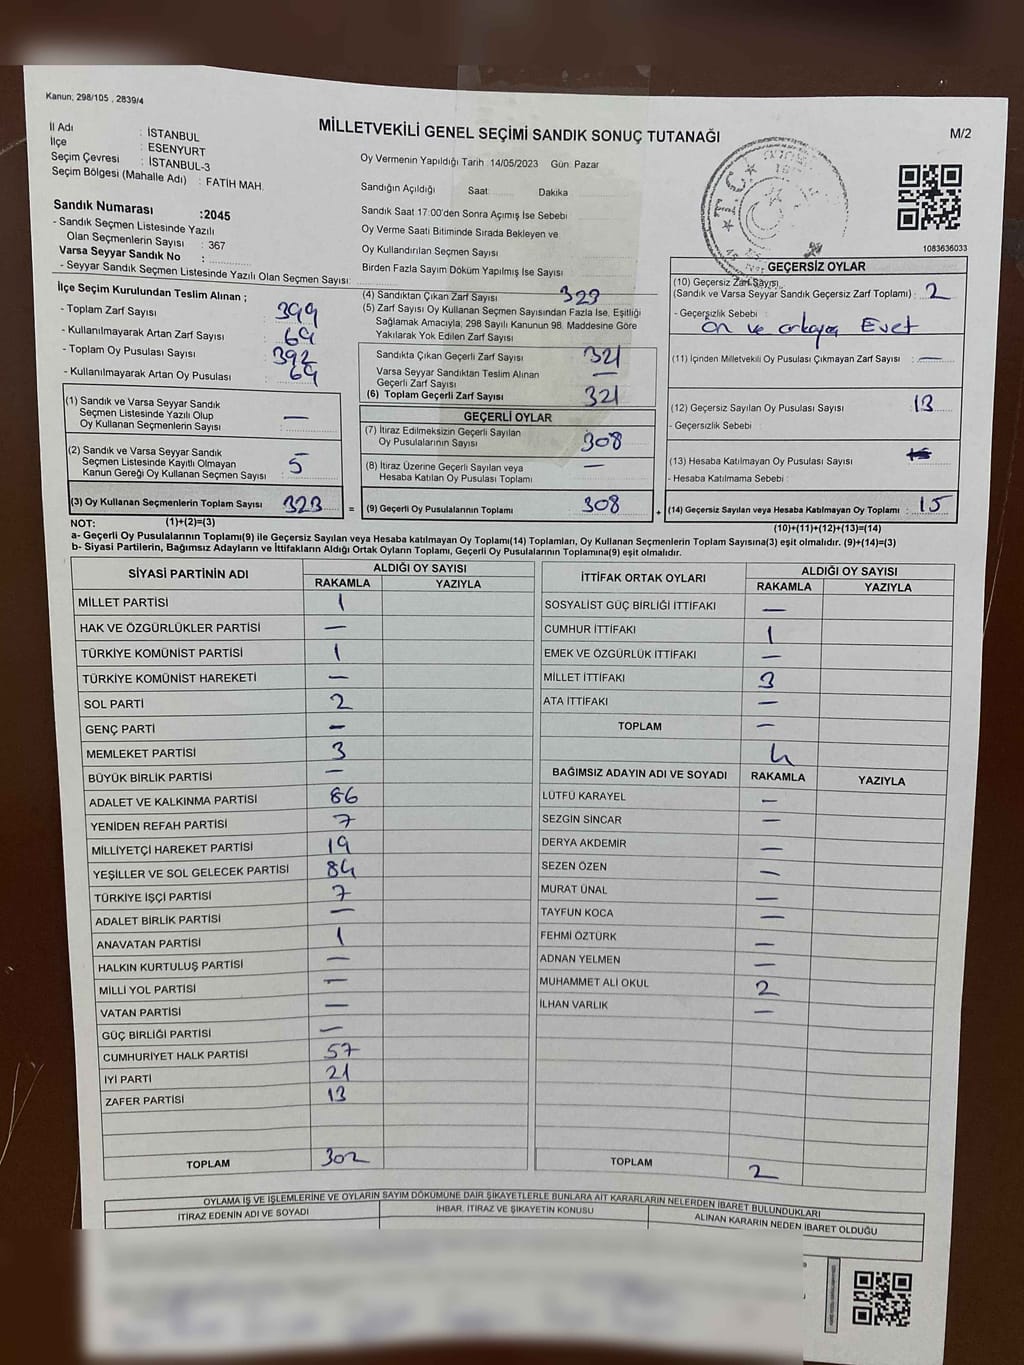 Kanun; 298/105 , 2839/4
MİLLETVEKİLİ GENEL SEÇİMİ SANDIK SONUÇ TUTANAĞI
M/2
İl Adı : İSTANBUL
İlçe : ESENYURT
Seçim Çevresi : İSTANBUL-3
Seçim Bölgesi (Mahalle Adı) : FATİH MAH.
Sandık Numarası :2045
- Sandık Seçmen Listesinde Yazılı
Olan Seçmenlerin Sayısı : 367
Varsa Seyyar Sandık No :
- Seyyar Sandık Seçmen Listesinde Yazılı Olan Seçmen Sayısı:
Oy Vermenin Yapıldığı Tarih :14/05/2023 Gün: Pazar
Sandığın Açıldığı Saat: Dakika
Sandık Saat 17:00'den Sonra Açımış İse Sebebi
Oy Verme Saati Bitiminde Sırada Bekleyen ve
Oy Kullandırılan Seçmen Sayısı
Birden Fazla Sayım Döküm Yapılmış İse Sayısı
T.C.
1083636033
İlçe Seçim Kurulundan Teslim Alınan ;
- Toplam Zarf Sayısı : 399
- Kullanılmayarak Artan Zarf Sayısı : 69
- Toplam Oy Pusulası Sayısı : 392
- Kullanılmayarak Artan Oy Pusulası : 69
(1) Sandık ve Varsa Seyyar Sandık
Seçmen Listesinde Yazılı Olup
Oy Kullanan Seçmenlerin Sayısı : —
(2) Sandık ve Varsa Seyyar Sandık
Seçmen Listesinde Kayıtlı Olmayan
Kanun Gereği Oy Kullanan Seçmen Sayısı : 5
(3) Oy Kullanan Seçmenlerin Toplam Sayısı 323 =
(4) Sandıktan Çıkan Zarf Sayısı 323
(5) Zarf Sayısı Oy Kullanan Seçmen Sayısından Fazla İse, Eşitliği
Sağlamak Amacıyla, 298 Sayılı Kanunun 98. Maddesine Göre
Yakılarak Yok Edilen Zarf Sayısı
Sandıkta Çıkan Geçerli Zarf Sayısı : 321
Varsa Seyyar Sandıktan Teslim Alınan
Geçerli Zarf Sayısı : —
(6) Toplam Geçerli Zarf Sayısı : 321
GEÇERLİ OYLAR
(7) İtiraz Edilmeksizin Geçerli Sayılan
Oy Pusulalarının Sayısı : 308
(8) İtiraz Üzerine Geçerli Sayılan veya
Hesaba Katılan Oy Pusulası Toplamı : —
(9) Gecerli Oy Pusulalarının Toplamı : 308 +
GEÇERSİZ OYLAR
(10) Geçersiz Zarf Sayısı
(Sandık ve Varsa Seyyar Sandık Geçersiz Zarf Toplamı) : 2
- Geçersizlik Sebebi :
Ön ve arkaya Evet
(11) İçinden Milletvekili Oy Pusulası Çıkmayan Zarf Sayısı : —
(12) Geçersiz Sayılan Oy Pusulası Sayısı : 13
- Geçersizlik Sebebi :
(13) Hesaba Katılmayan Oy Pusulası Sayısı :
- Hesaba Katılmama Sebebi :
(14) Geçersiz Sayılan veya Hesaba Katılmayan Oy Toplamı : 15
NOT: (1)+(2)=(3)
(10)+(11)+(12)+(13)=(14)
a- Geçerli Oy Pusulasının Toplamı(9) ile Geçersiz Sayılan veya Hesaba Katılmayan Oy Toplamı(14) Toplamları, Oy Kullanan Seçmenlerin Toplam Sayısına(3) eşit olmalıdır. (9)+(14)=(3)
b- Siyasi Partilerin, Bağımsız Adayların ve İttifakların Aldığı Ortak Oyların Toplamı, Geçerli Oy Pusulalarının Toplamına(9) eşit olmalıdır.
SİYASİ PARTİNİN ADI ALDIĞI OY SAYISI
RAKAMLA YAZIYLA
MİLLET PARTİSİ 1
HAK VE ÖZGÜRLÜKLER PARTİSİ —
TÜRKİYE KOMÜNİST PARTİSİ 1
TÜRKİYE KOMÜNİST HAREKETİ —
SOL PARTİ 2
GENÇ PARTİ —
MEMLEKET PARTİSİ 3
BÜYÜK BİRLİK PARTİSİ —
ADALET VE KALKINMA PARTİSİ 86
YENİDEN REFAH PARTİSİ 7
MİLLİYETÇİ HAREKET PARTİSİ 19
YEŞİLLER VE SOL GELECEK PARTİSİ 84
TÜRKİYE İŞÇİ PARTİSİ 7
ADALET BİRLİK PARTİSİ —
ANAVATAN PARTİSİ 1
HALKIN KURTULUŞ PARTİSİ —
MİLLİ YOL PARTİSİ —
VATAN PARTİSİ —
GÜÇ BİRLİĞİ PARTİSİ —
CUMHURİYET HALK PARTİSİ 57
İYİ PARTİ 21
ZAFER PARTİSİ 13
TOPLAM 302
İTTİFAK ORTAK OYLARI ALDIĞI OY SAYISI
RAKAMLA YAZIYLA
SOSYALİST GÜÇ BİRLİĞİ İTTİFAKI —
CUMHUR İTTİFAKI 1
EMEK VE ÖZGÜRLÜK İTTİFAKI —
MİLLET İTTİFAKI 3
ATA İTTİFAKI —
TOPLAM —
4
BAĞIMSIZ ADAYIN ADI VE SOYADI RAKAMLA YAZIYLA
LÜTFÜ KARAYEL —
SEZGİN SİNCAR —
DERYA AKDEMİR —
SEZEN ÖZEN —
MURAT ÜNAL —
TAYFUN KOCA —
FEHMİ ÖZTÜRK —
ADNAN YELMEN —
MUHAMMET ALİ OKUL 2
İLHAN VARLIK —
TOPLAM 2
OYLAMA İŞ VE İŞLEMLERİNE VE OYLARIN SAYIM DÖKÜMÜNE DAİR ŞİKAYETLERLE BUNLARA AİT KARARLARIN NELERDEN İBARET BULUNDUKLARI
İTİRAZ EDENİN ADI VE SOYADI İHBAR, İTİRAZ VE ŞİKAYETİN KONUSU ALINAN KARARIN NEDEN İBARET OLDUĞU